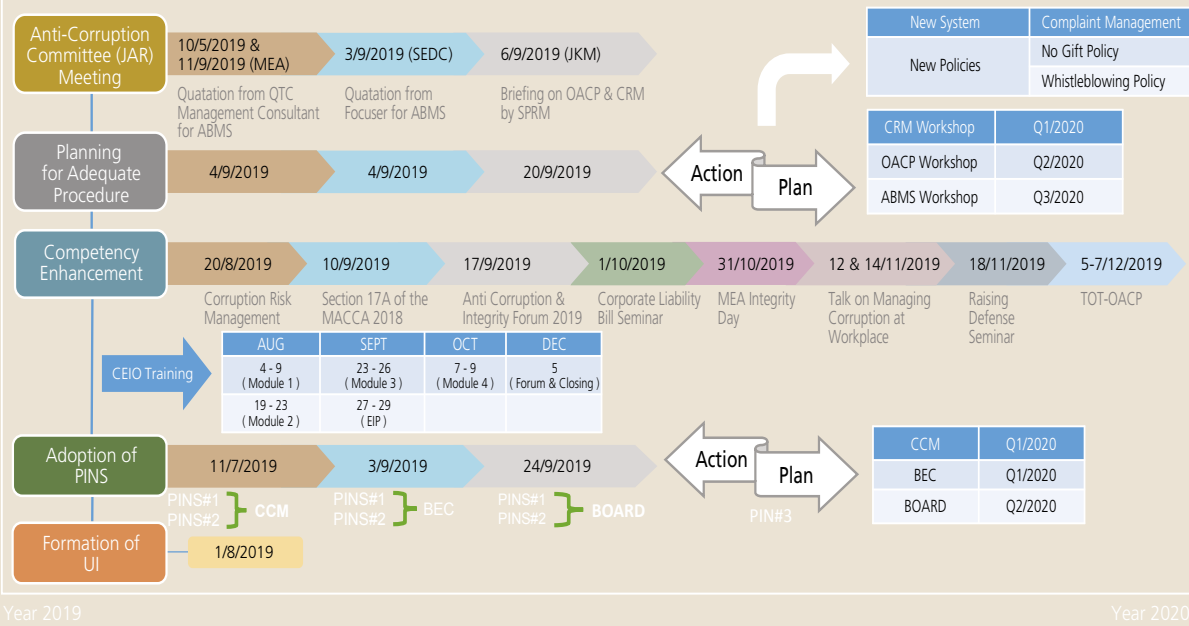 Anti-Corruption
Committee (JAR)
Meeting
10/5/2019 &
11/9/2019 (MEA)
3/9/2019 (SEDC)
6/9/2019 (JKM)
Quatation from QTC
Management Consultant
for ABMS
Quatation from
Focuser for ABMS
Briefing on OACP & CRM
by SPRM
New System
Complaint Management
New Policies
No Gift Policy
Whistleblowing Policy
Planning
for Adequate
Procedure
4/9/2019
4/9/2019
20/9/2019
Action
Plan
CRM Workshop
Q1/2020
OACP Workshop
Q2/2020
ABMS Workshop
Q3/2020
Competency
Enhancement
20/8/2019
10/9/2019
17/9/2019
1/10/2019
31/10/2019
12 & 14/11/2019
18/11/2019
5-7/12/2019
Corruption Risk
Management
Section 17A of the
MACCA 2018
Anti Corruption &
Integrity Forum 2019
Corporate Liability
Bill Seminar
MEA Integrity
Day
Talk on Managing
Corruption at
Workplace
Raising
Defense
Seminar
TOT-OACP
CEIO Training
AUG
SEPT
OCT
DEC
4 - 9
( Module 1 )
23 - 26
( Module 3 )
7 - 9
( Module 4 )
5
( Forum & Closing )
19 - 23
( Module 2 )
27 - 29
( EIP )
Adoption of
PINS
11/7/2019
3/9/2019
24/9/2019
Action
Plan
CCM
Q1/2020
BEC
Q1/2020
BOARD
Q2/2020
PINS#1
PINS#2
CCM
PINS#1
PINS#2
BEC
PINS#1
PINS#2
BOARD
PIN#3
Formation of
UI
1/8/2019
Year 2019
Year 2020